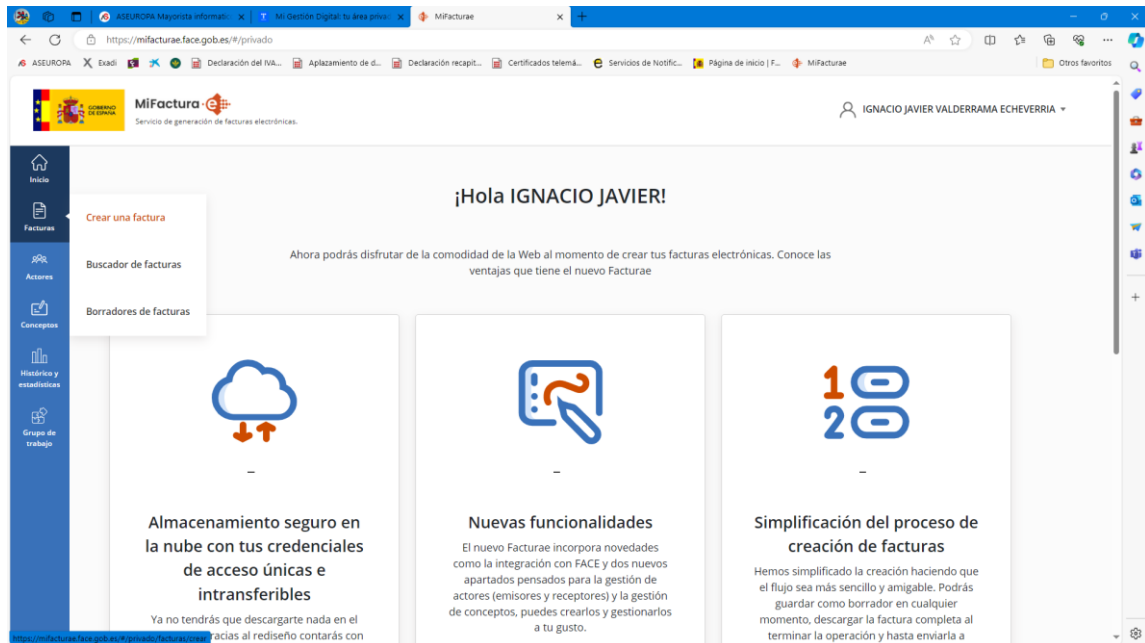 ASEUROPA Mayorista informatic
Mi Gestión Digital: tu área privad
MiFacturae
https://mifacturae.face.gob.es/#/privado
ASEUROPA
Exadi
Declaración del IVA...
Aplazamiento de d...
Declaración recapit...
Certificados telemá...
Servicios de Notific...
Página de inicio | F...
MiFacturae
Otros favoritos
GOBIERNO
DE ESPAÑA
MiFactura·e
Servicio de generación de facturas electrónicas.
IGNACIO JAVIER VALDERRAMA ECHEVERRIA
Inicio
Facturas
Actores
Conceptos
Histórico y
estadísticas
Grupo de
trabajo
Crear una factura
Buscador de facturas
Borradores de facturas
¡Hola IGNACIO JAVIER!
Ahora podrás disfrutar de la comodidad de la Web al momento de crear tus facturas electrónicas. Conoce las
ventajas que tiene el nuevo Facturae
Almacenamiento seguro en
la nube con tus credenciales
de acceso únicas e
intransferibles
Ya no tendrás que descargarte nada en el
racias al rediseño contarás con
Nuevas funcionalidades
El nuevo Facturae incorpora novedades
como la integración con FACE y dos nuevos
apartados pensados para la gestión de
actores (emisores y receptores) y la gestión
de conceptos, puedes crearlos y gestionarlos
a tu gusto.
1
2
Simplificación del proceso de
creación de facturas
Hemos simplificado la creación haciendo que
el flujo sea más sencillo y amigable. Podrás
guardar como borrador en cualquier
momento, descargar la factura completa al
terminar la operación y hasta enviarla a
https://mifacturae.face.gob.es/#/privado/facturas/crear